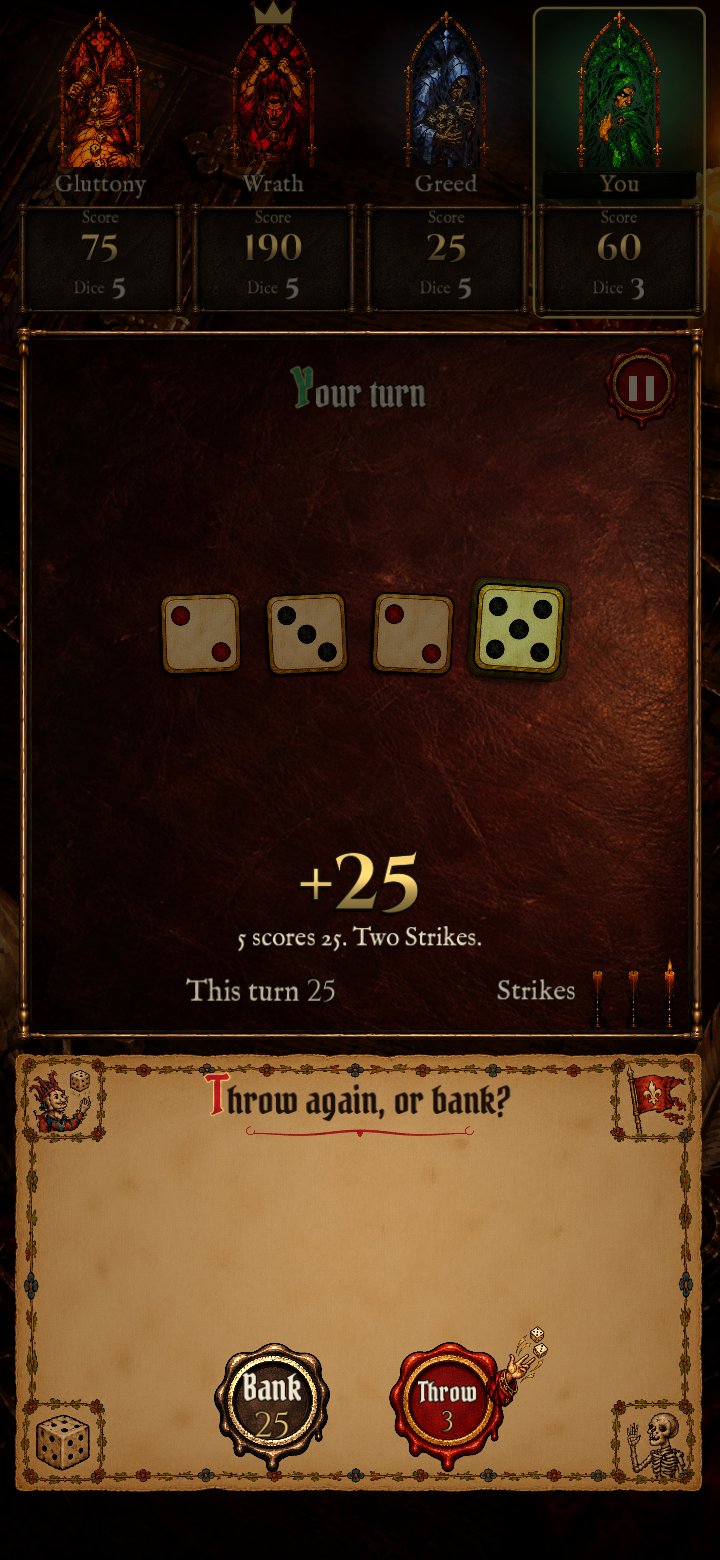 Gluttony Wrath Greed You
Score Score Score Score
75 190 25 60
Dice 5 Dice 5 Dice 5 Dice 3
Your turn
+25
5 scores 25. Two Strikes.
This turn 25 Strikes
Throw again, or bank?
Bank Throw
25 3